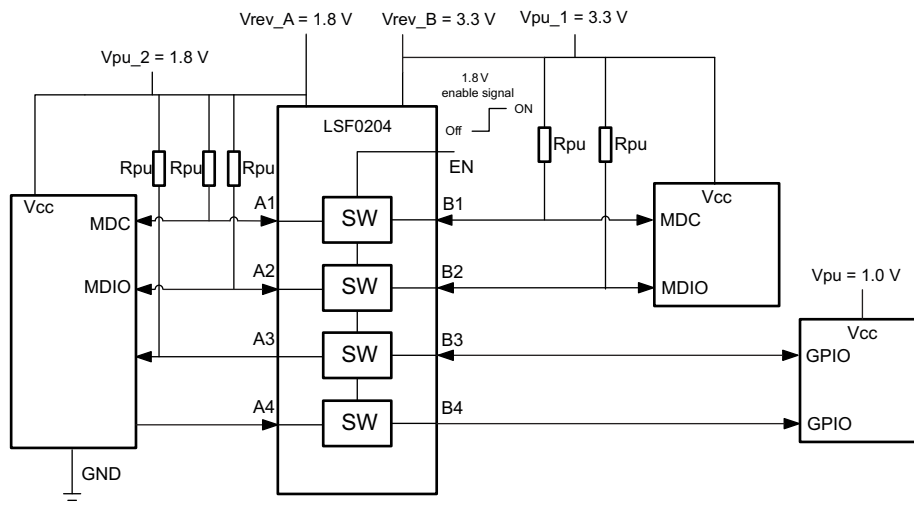 Vrev_A = 1.8 V
Vrev_B = 3.3 V
Vpu_1 = 3.3 V
Vpu_2 = 1.8 V
1.8 V
enable signal
ON
Off
LSF0204
EN
Rpu
Rpu
Rpu
Rpu
Rpu
Vcc
MDC
A1
SW
B1
Vcc
MDC
MDIO
A2
SW
B2
MDIO
Vpu = 1.0 V
A3
SW
B3
Vcc
GPIO
A4
SW
B4
GPIO
GND